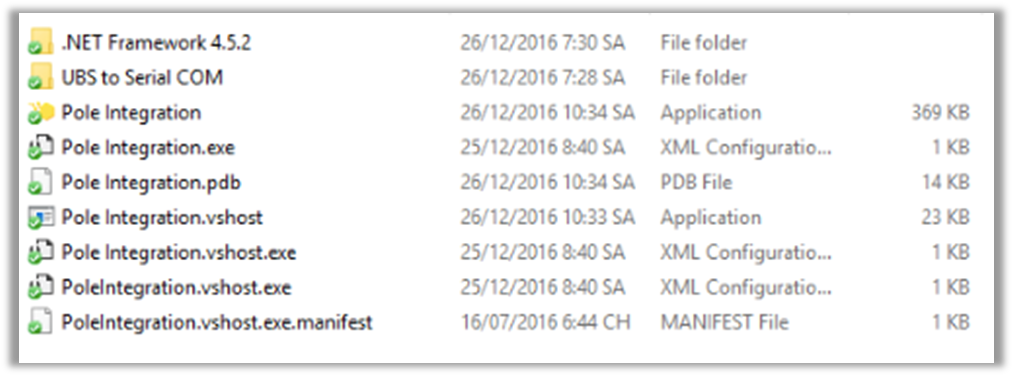 .NET Framework 4.5.2 26/12/2016 7:30 SA File folder
UBS to Serial COM 26/12/2016 7:28 SA File folder
Pole Integration 26/12/2016 10:34 SA Application 369 KB
Pole Integration.exe 25/12/2016 8:40 SA XML Configuratio... 1 KB
Pole Integration.pdb 26/12/2016 10:34 SA PDB File 14 KB
Pole Integration.vshost 26/12/2016 10:33 SA Application 23 KB
Pole Integration.vshost.exe 25/12/2016 8:40 SA XML Configuratio... 1 KB
PoleIntegration.vshost.exe 25/12/2016 8:40 SA XML Configuratio... 1 KB
PoleIntegration.vshost.exe.manifest 16/07/2016 6:44 CH MANIFEST File 1 KB